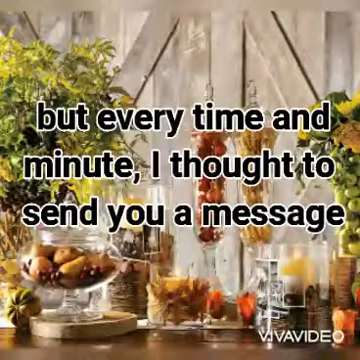 but every time and
minute, I thought to
send you a message
VIVAVIDEO